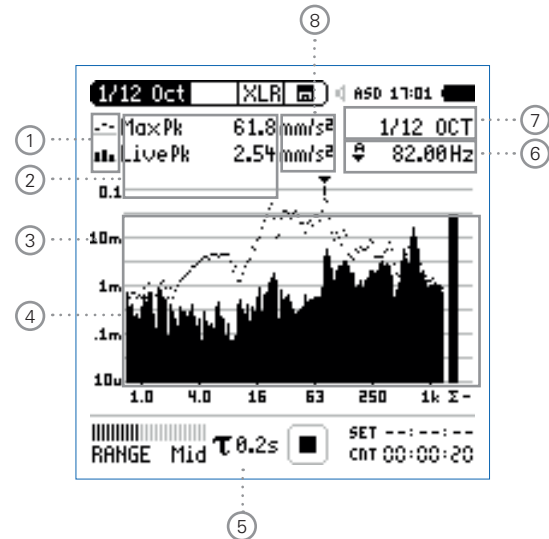 8
1/12 Oct XLR ASD 17:01
1/12 OCT
7
1
MaxPk 61.8 mm/s²
LivePk 2.54 mm/s²
82.00Hz
6
2
0.1
3
10m
1m
4
.1m
10u
1.0 4.0 16 63 250 1k Σ-
RANGE Mid τ0.2s
SET --:--:--
CNT 00:00:20
5